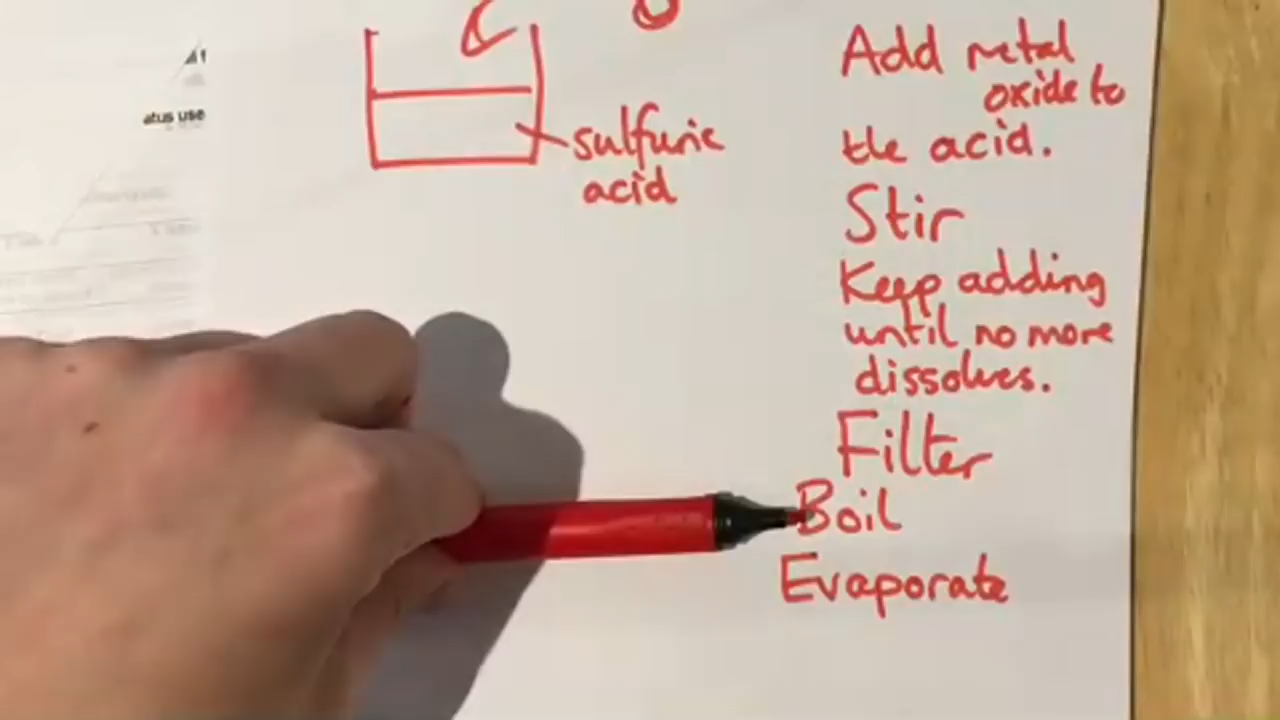 atus use
sulfuric
acid
Add metal
oxide to
the acid.
Stir
Keep adding
until no more
dissolves.
Filter
Boil
Evaporate